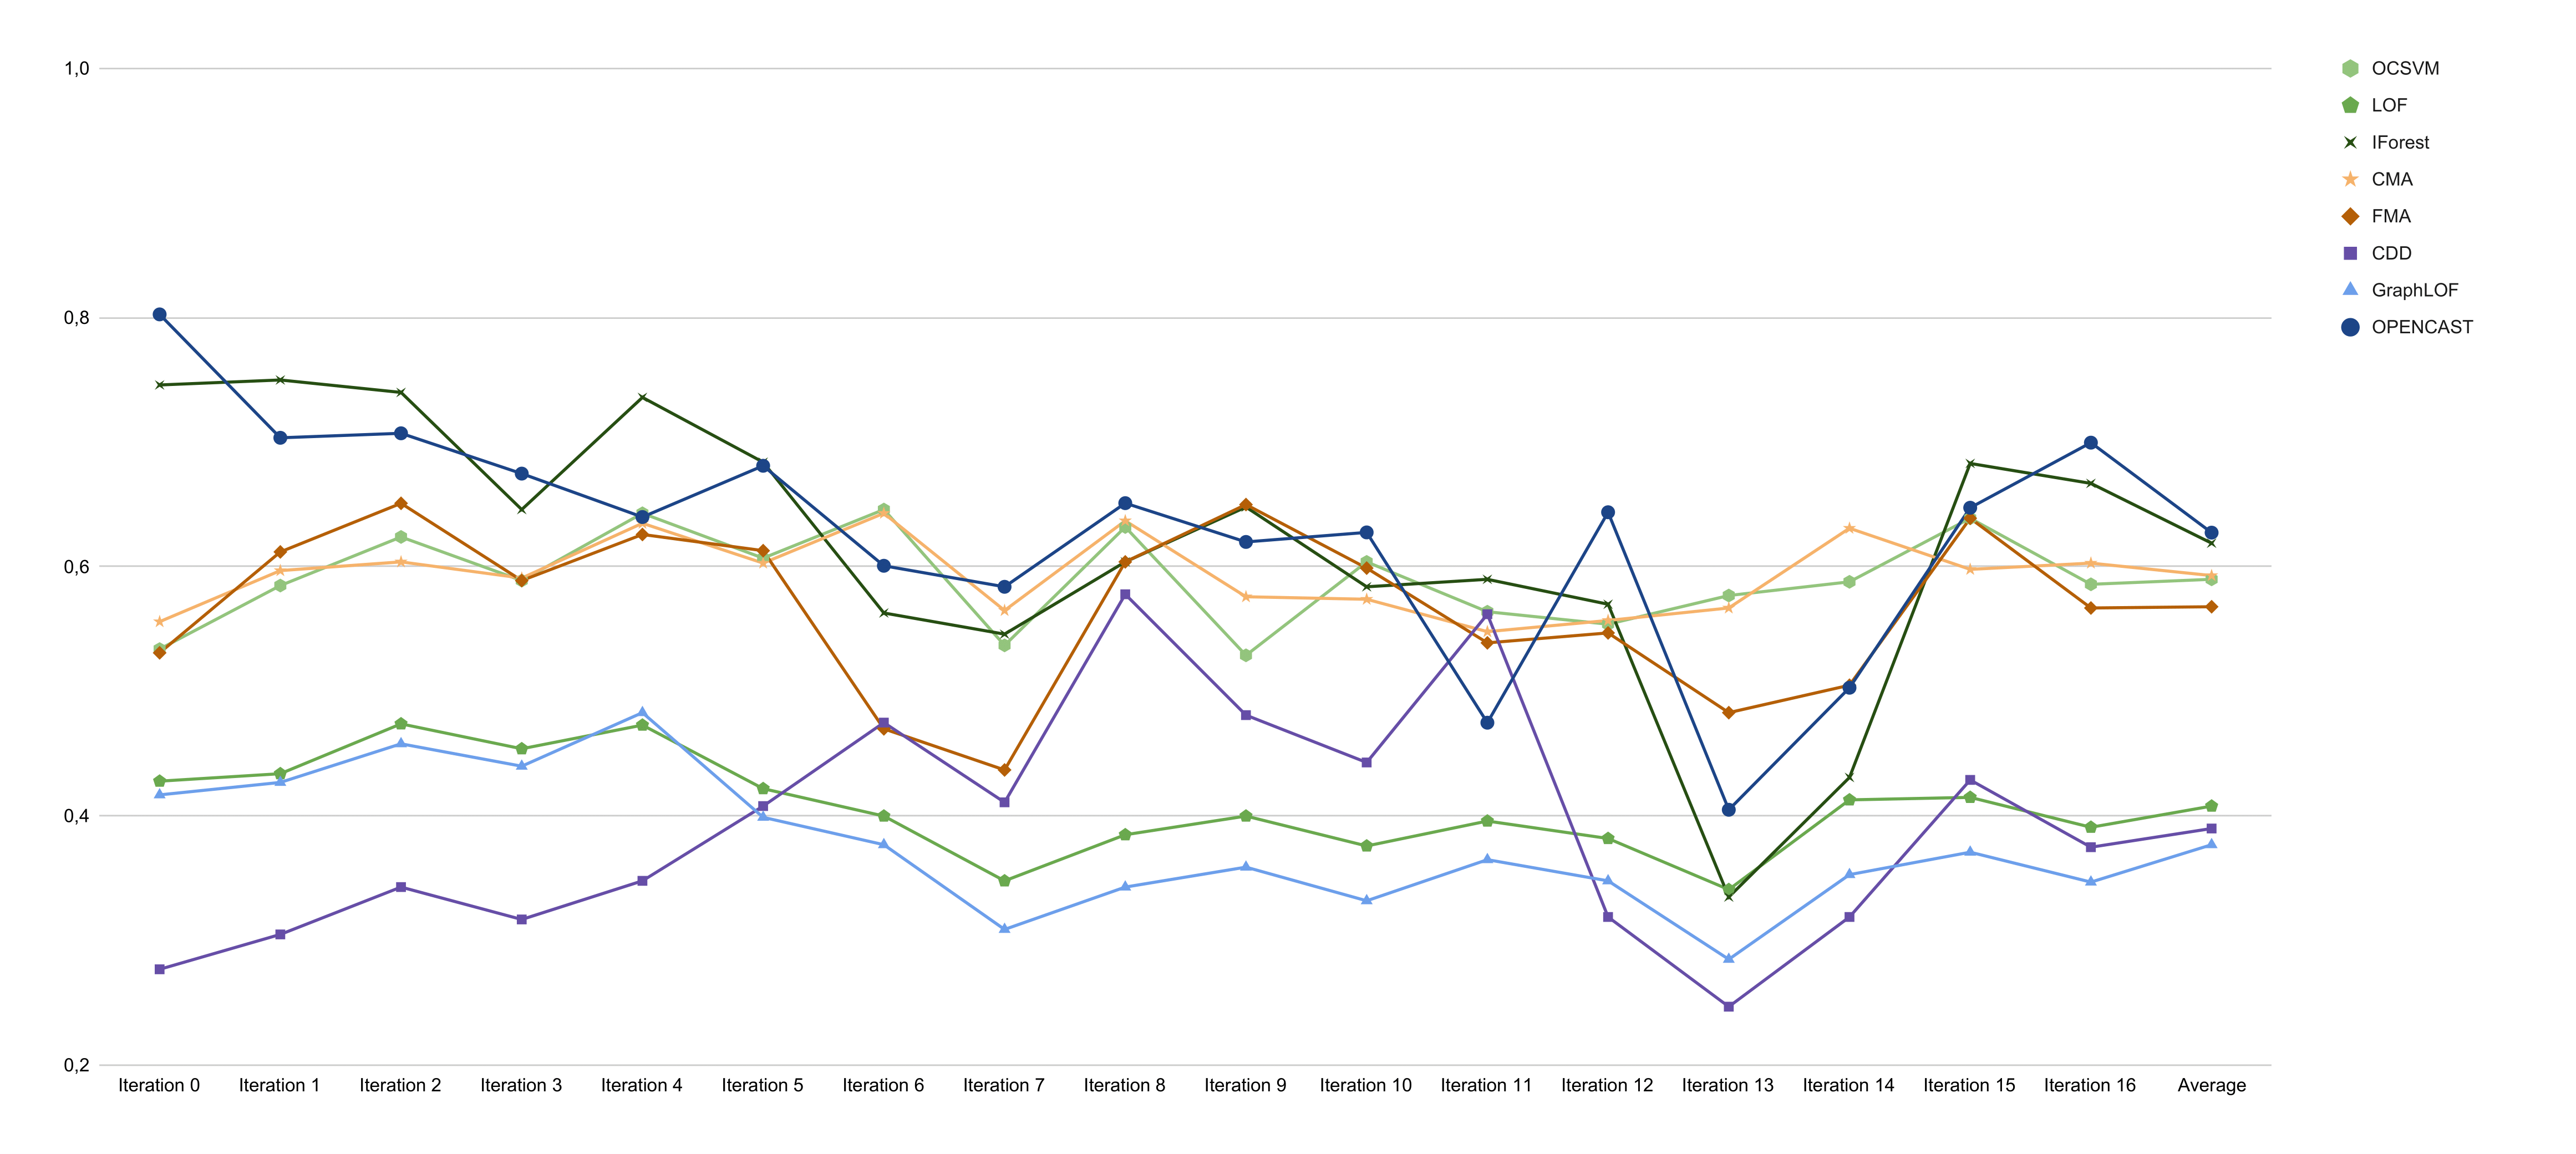 1,0
0,8
0,6
0,4
0,2
Iteration 0 Iteration 1 Iteration 2 Iteration 3 Iteration 4 Iteration 5 Iteration 6 Iteration 7 Iteration 8 Iteration 9 Iteration 10 Iteration 11 Iteration 12 Iteration 13 Iteration 14 Iteration 15 Iteration 16 Average
OCSVM
LOF
IForest
CMA
FMA
CDD
GraphLOF
OPENCAST